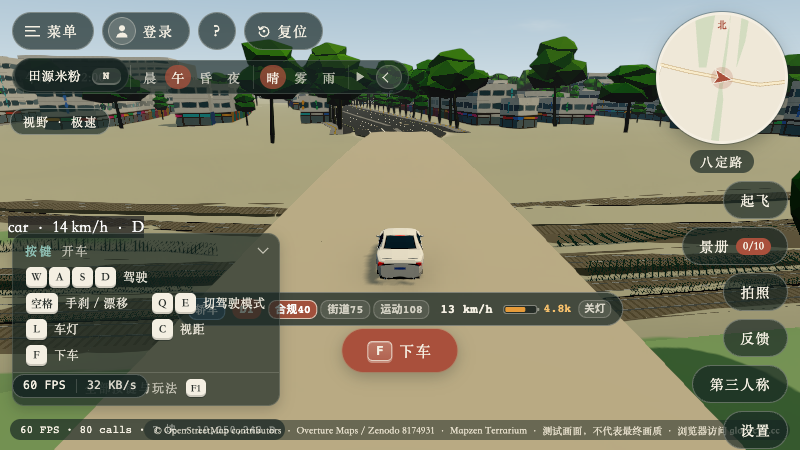 菜单
登录
?
复位
北
田源米粉 N
晨 午 昏 夜 晴 雾 雨
视野 · 极速
八定路
起飞
car · 14 km/h · D
按键 开车
W A S D 驾驶
空格 手刹 / 漂移 Q E 切驾驶模式
L 车灯 C 视距
F 下车
景册 0/10
拍照
合规40 街道75 运动108 13 km/h 4.8k 关灯
反馈
F 下车
第三人称
60 FPS 32 KB/s
与玩法 F1
设置
60 FPS · 80 calls ·
© OpenStreetMap contributors · Overture Maps / Zenodo 8174931 · Mapzen Terrarium · 测试画面，不代表最终画质 · 浏览器访问